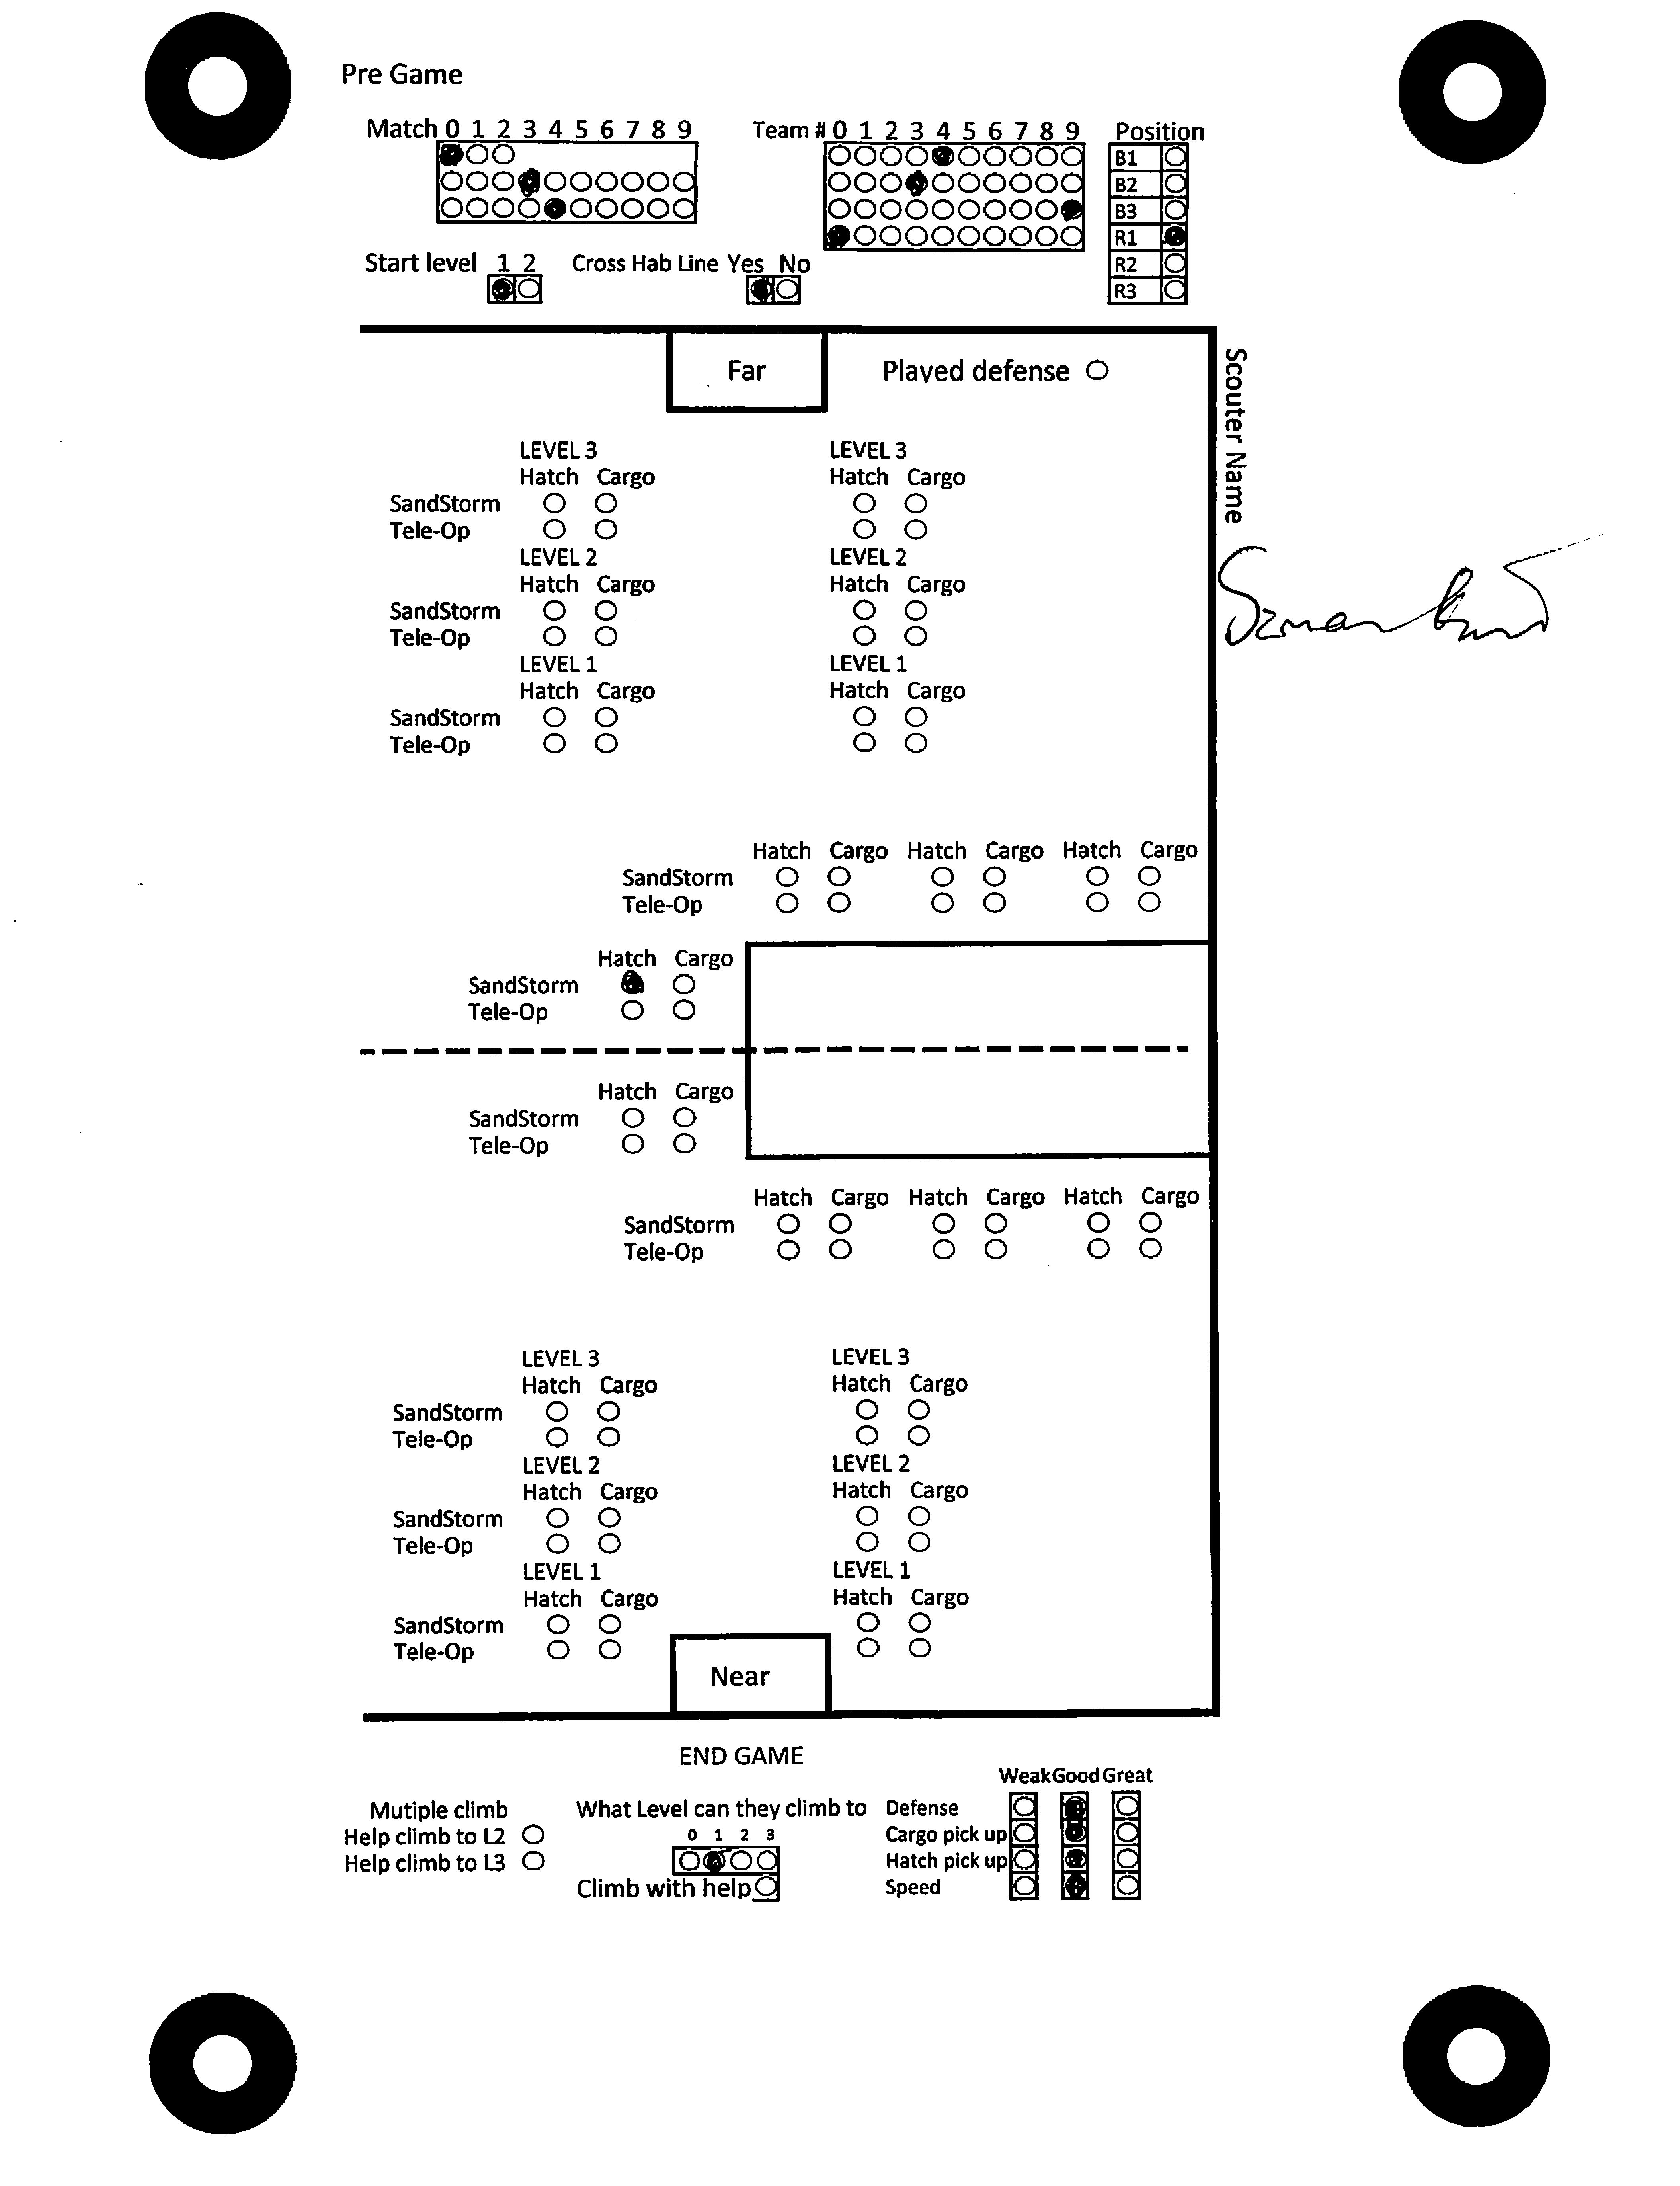 Pre Game
Match 0 1 2 3 4 5 6 7 8 9
Team # 0 1 2 3 4 5 6 7 8 9
Position
B1
B2
B3
R1
R2
R3
Start level 1 2
Cross Hab Line Yes No
Far
Played defense
Scouter Name
LEVEL 3 LEVEL 3
Hatch Cargo Hatch Cargo
SandStorm
Tele-Op
LEVEL 2 LEVEL 2
Hatch Cargo Hatch Cargo
SandStorm
Tele-Op
LEVEL 1 LEVEL 1
Hatch Cargo Hatch Cargo
SandStorm
Tele-Op
Hatch Cargo Hatch Cargo Hatch Cargo
SandStorm
Tele-Op
Hatch Cargo
SandStorm
Tele-Op
Hatch Cargo
SandStorm
Tele-Op
Hatch Cargo Hatch Cargo Hatch Cargo
SandStorm
Tele-Op
LEVEL 3 LEVEL 3
Hatch Cargo Hatch Cargo
SandStorm
Tele-Op
LEVEL 2 LEVEL 2
Hatch Cargo Hatch Cargo
SandStorm
Tele-Op
LEVEL 1 LEVEL 1
Hatch Cargo Hatch Cargo
SandStorm
Tele-Op
Near
END GAME
Mutiple climb
Help climb to L2
Help climb to L3
What Level can they climb to
0 1 2 3
Climb with help
Weak Good Great
Defense
Cargo pick up
Hatch pick up
Speed